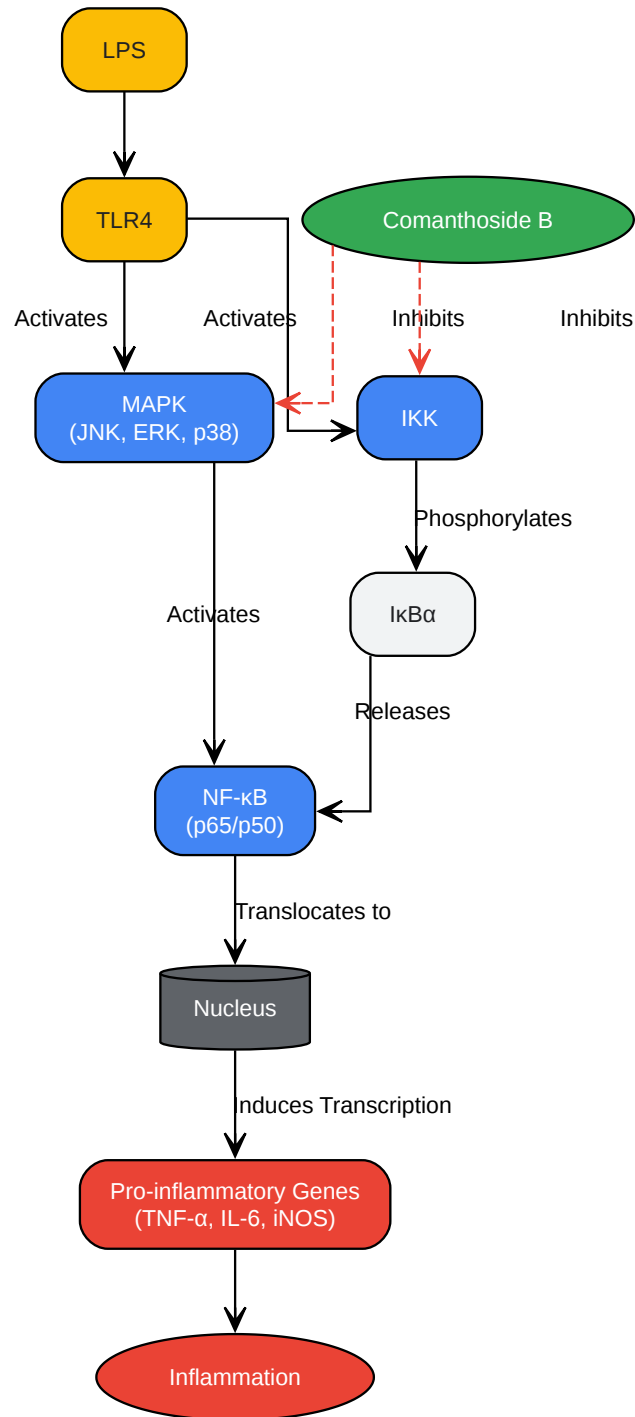 LPS
TLR4
Comanthoside B
Activates
Activates
Inhibits
Inhibits
MAPK
(JNK, ERK, p38)
IKK
Phosphorylates
IκBα
Activates
Releases
NF-κB
(p65/p50)
Translocates to
Nucleus
Induces Transcription
Pro-inflammatory Genes
(TNF-α, IL-6, iNOS)
Inflammation